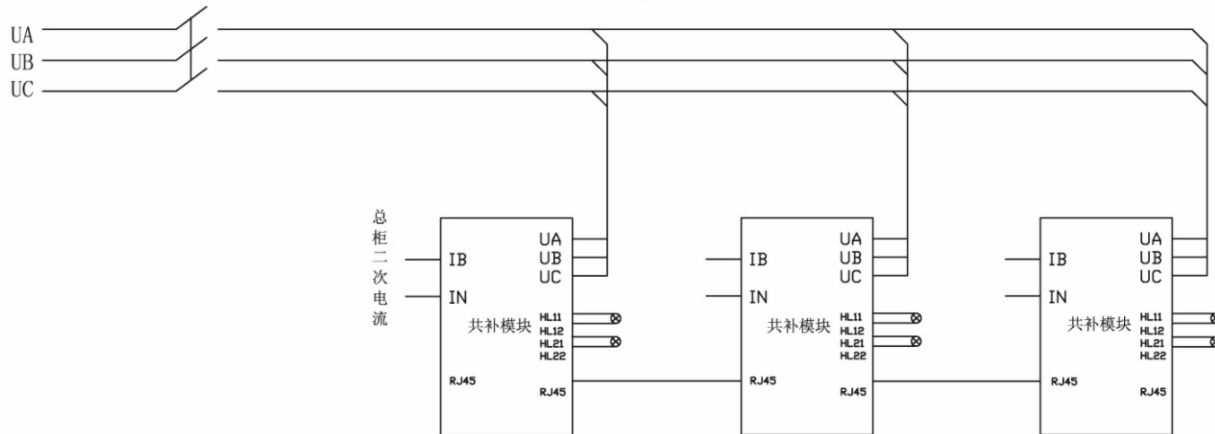 UA
UB
UC
总柜二次电流
IB
IN
共补模块
RJ45
UA
UB
UC
HL11
HL12
HL21
HL22
RJ45
IB
IN
共补模块
RJ45
UA
UB
UC
HL11
HL12
HL21
HL22
RJ45
IB
IN
共补模块
RJ45
UA
UB
UC
HL11
HL12
HL21
HL22
RJ45